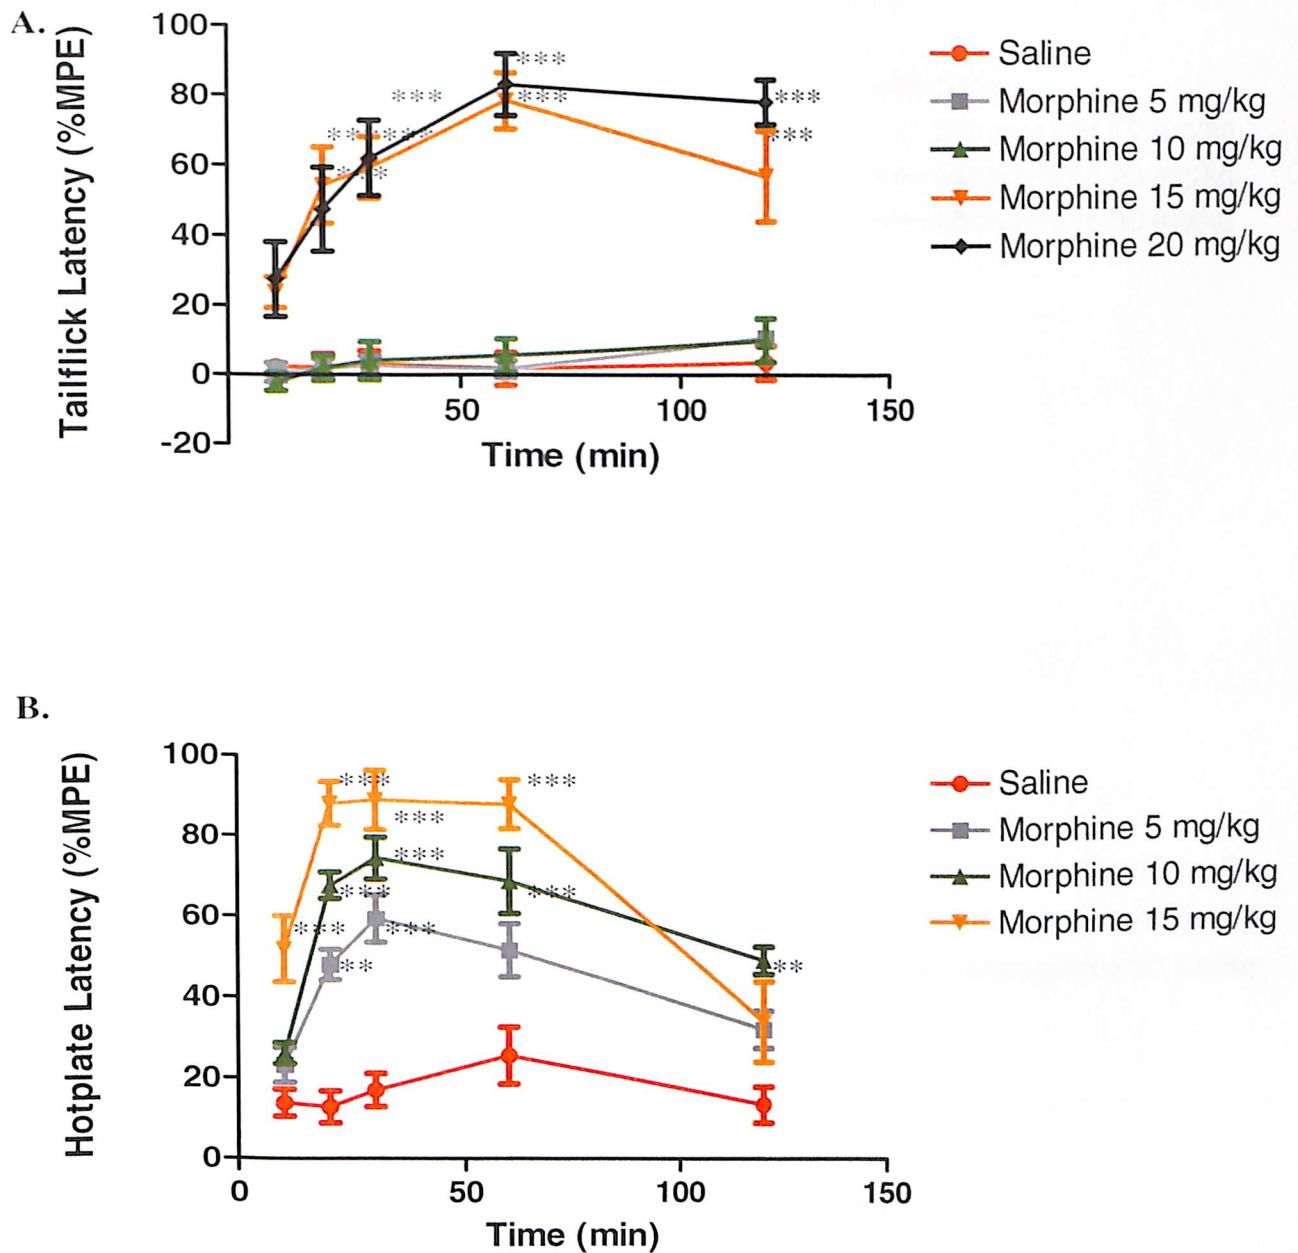 A.
Tailflick Latency (%MPE)
100
80
60
40
20
0
-20
50
100
150
Time (min)
***
***
***
***
***
Saline
Morphine 5 mg/kg
Morphine 10 mg/kg
Morphine 15 mg/kg
Morphine 20 mg/kg
B.
Hotplate Latency (%MPE)
100
80
60
40
20
0
0
50
100
150
Time (min)
***
***
***
***
***
***
***
***
**
**
Saline
Morphine 5 mg/kg
Morphine 10 mg/kg
Morphine 15 mg/kg